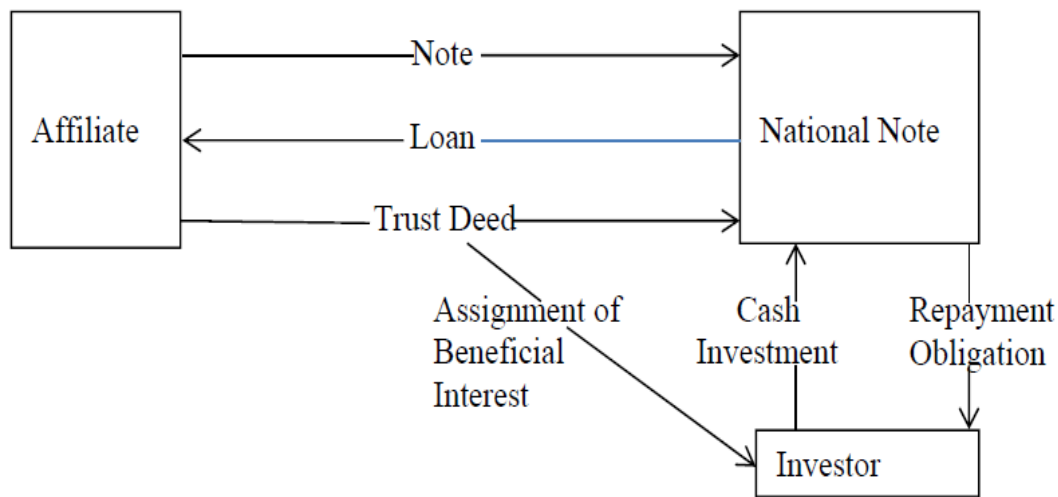 Note
Affiliate
Loan
National Note
Trust Deed
Assignment of
Beneficial
Interest
Cash
Investment
Repayment
Obligation
Investor